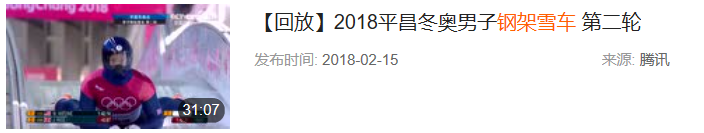 【回放】2018平昌冬奥男子钢架雪车 第二轮
发布时间: 2018-02-15
来源: 腾讯
31:07